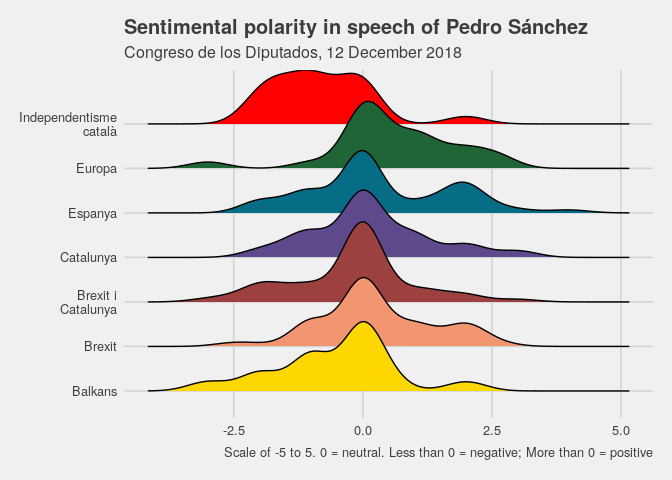 Sentimental polarity in speech of Pedro Sánchez
Congreso de los Diputados, 12 December 2018
Independentisme
català
Europa
Espanya
Catalunya
Brexit i
Catalunya
Brexit
Balkans
-2.5 0.0 2.5 5.0
Scale of -5 to 5. 0 = neutral. Less than 0 = negative; More than 0 = positive